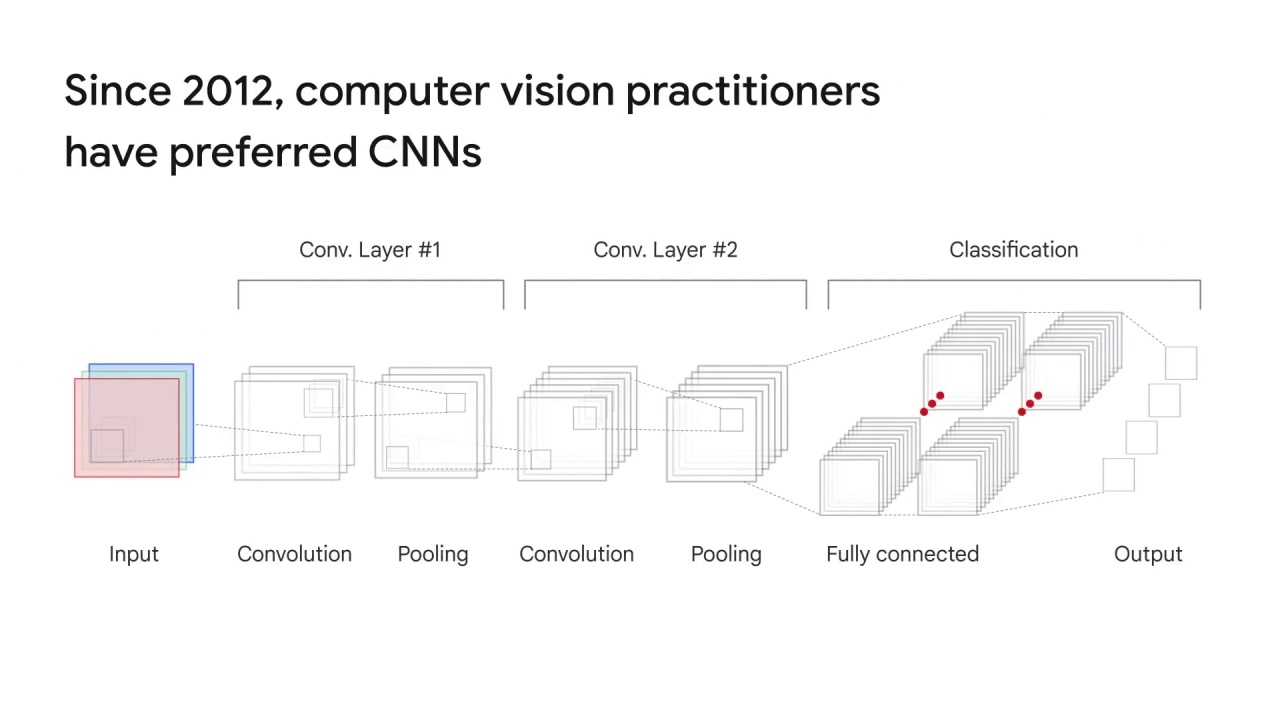 Since 2012, computer vision practitioners
have preferred CNNs
Conv. Layer #1
Conv. Layer #2
Classification
Input
Convolution
Pooling
Convolution
Pooling
Fully connected
Output